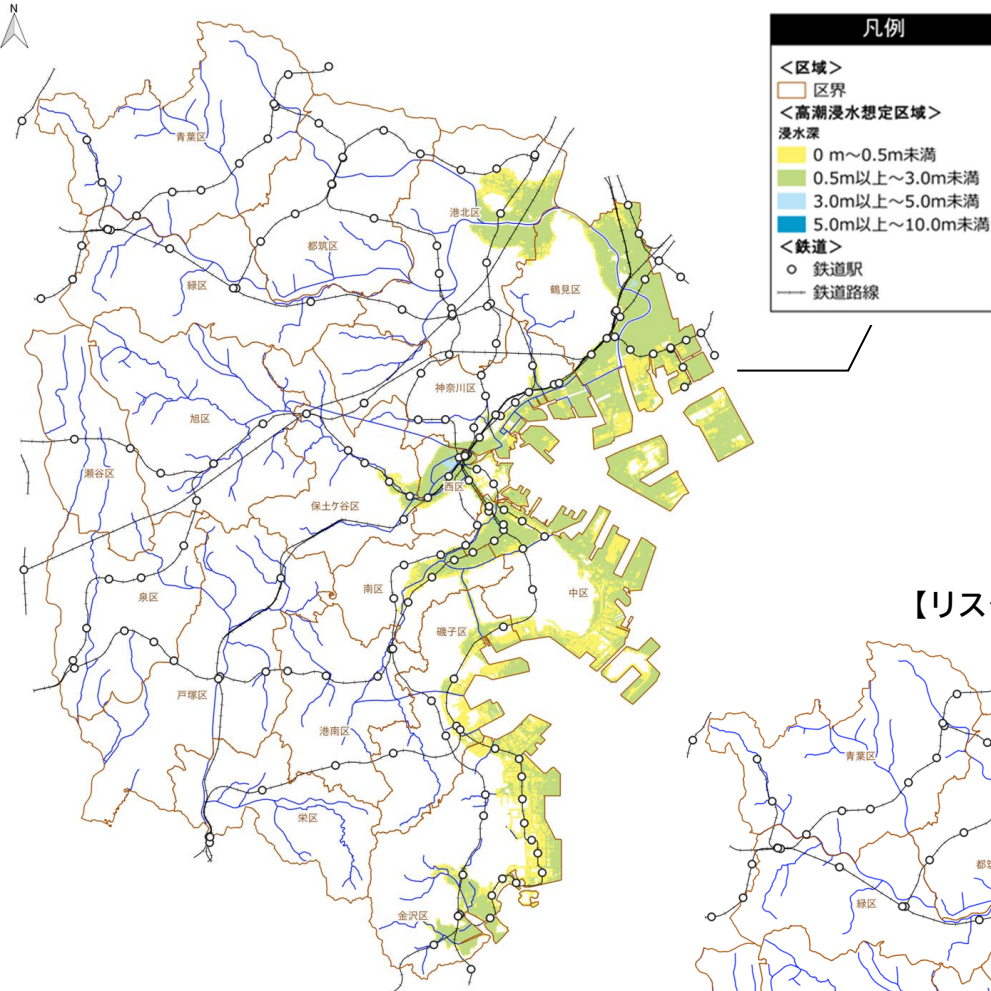 N
凡例
＜区域＞
区界
＜高潮浸水想定区域＞
浸水深
0 m～0.5m未満
0.5m以上～3.0m未満
3.0m以上～5.0m未満
5.0m以上～10.0m未満
＜鉄道＞
鉄道駅
鉄道路線
青葉区
港北区
都筑区
緑区
鶴見区
神奈川区
旭区
瀬谷区
西区
保土ケ谷区
南区
中区
泉区
磯子区
戸塚区
港南区
栄区
金沢区
【リス
青葉区
都
緑区